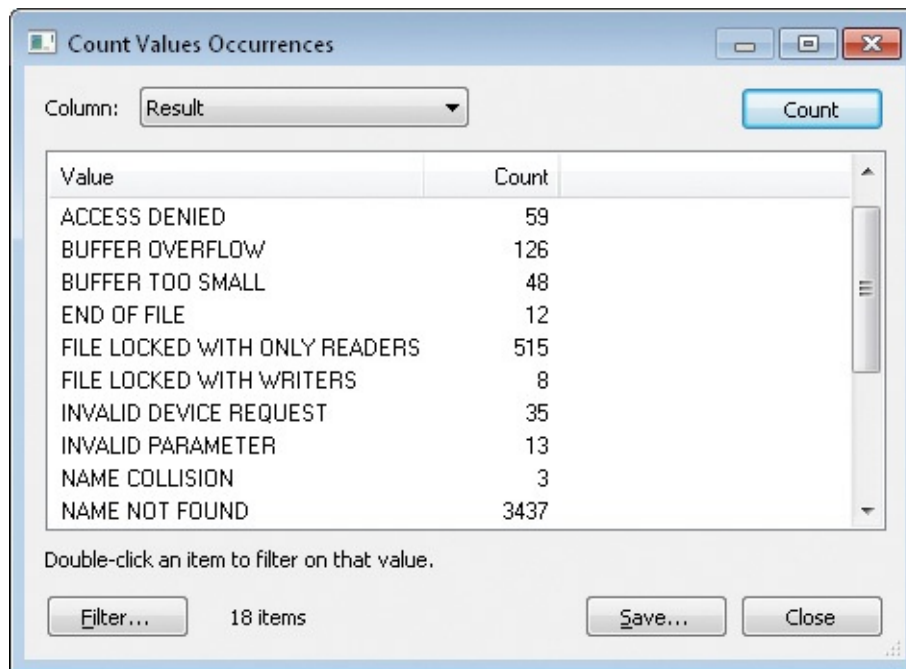 Count Values Occurrences
Column: Result Count
Value Count
ACCESS DENIED 59
BUFFER OVERFLOW 126
BUFFER TOO SMALL 48
END OF FILE 12
FILE LOCKED WITH ONLY READERS 515
FILE LOCKED WITH WRITERS 8
INVALID DEVICE REQUEST 35
INVALID PARAMETER 13
NAME COLLISION 3
NAME NOT FOUND 3437
Double-click an item to filter on that value.
Filter... 18 items Save... Close